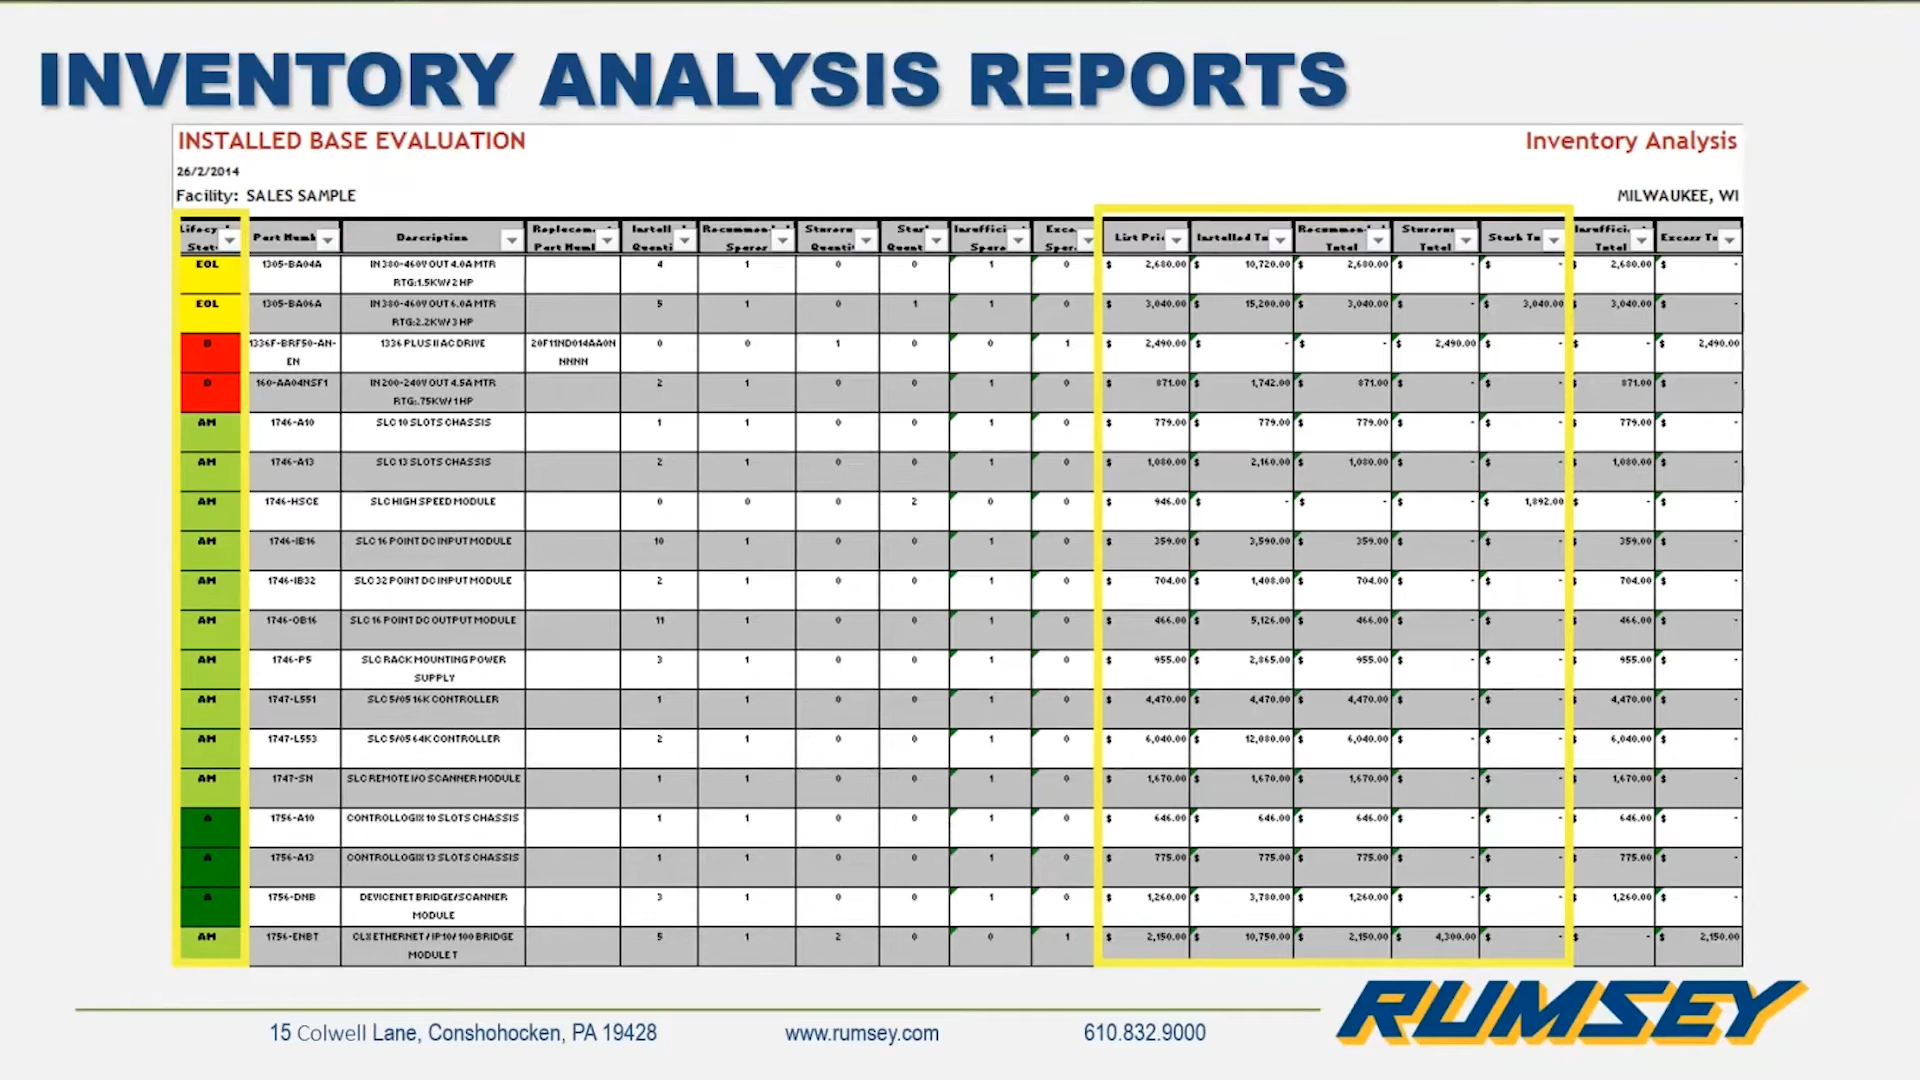 INVENTORY ANALYSIS REPORTS
INSTALLED BASE EVALUATION Inventory Analysis
26/2/2014
Facility: SALES SAMPLE MILWAUKEE, WI
Part Description List Total Total Total
EOL 1305-BA04A IN 380-460V OUT 4.0A MTR 4 1 0 0 1 0 $ 2,680.00 $ 10,720.00 $ 2,680.00 $ - $ - $ 2,680.00 $ -
RTG:1.5KW/2 HP
EOL 1305-BA06A IN 380-460V OUT 6.0A MTR 5 1 0 1 1 0 $ 3,040.00 $ 15,200.00 $ 3,040.00 $ - $ 3,040.00 $ 3,040.00 $ -
RTG:2.2KW/3 HP
D 1336F-BRF50-AN- 1336 PLUS II AC DRIVE 20F11ND014AA0N 0 0 1 0 0 1 $ 2,490.00 $ - $ - $ 2,490.00 $ - $ - $ 2,490.00
EN NNNNN
D 160-AA04NSF1 IN 200-240V OUT 4.5A MTR 2 1 0 0 1 0 $ 871.00 $ 1,742.00 $ 871.00 $ - $ - $ 871.00 $ -
RTG:.75KW/1HP
AM 1746-A10 SLC 10 SLOTS CHASSIS 1 1 0 0 1 0 $ 779.00 $ 779.00 $ 779.00 $ - $ - $ 779.00 $ -
AM 1746-A13 SLC 13 SLOTS CHASSIS 2 1 0 0 1 0 $ 1,080.00 $ 2,160.00 $ 1,080.00 $ - $ - $ 1,080.00 $ -
AM 1746-HSCE SLC HIGH SPEED MODULE 0 0 0 2 0 0 $ 946.00 $ - $ - $ - $ 1,892.00 $ - $ -
AM 1746-IB16 SLC 16 POINT DC INPUT MODULE 10 1 0 0 1 0 $ 359.00 $ 3,590.00 $ 359.00 $ - $ - $ 359.00 $ -
AM 1746-IB32 SLC 32 POINT DC INPUT MODULE 2 1 0 0 1 0 $ 704.00 $ 1,408.00 $ 704.00 $ - $ - $ 704.00 $ -
AM 1746-OB16 SLC 16 POINT DC OUTPUT MODULE 11 1 0 0 1 0 $ 466.00 $ 5,126.00 $ 466.00 $ - $ - $ 466.00 $ -
AM 1746-P5 SLC RACK MOUNTING POWER 3 1 0 0 1 0 $ 955.00 $ 2,865.00 $ 955.00 $ - $ - $ 955.00 $ -
SUPPLY
AM 1747-L551 SLC 5/05 16K CONTROLLER 1 1 0 0 1 0 $ 4,470.00 $ 4,470.00 $ 4,470.00 $ - $ - $ 4,470.00 $ -
AM 1747-L553 SLC 5/05 64K CONTROLLER 2 1 0 0 1 0 $ 6,040.00 $ 12,080.00 $ 6,040.00 $ - $ - $ 6,040.00 $ -
AM 1747-SN SLC REMOTE I/O SCANNER MODULE 1 1 0 0 1 0 $ 1,670.00 $ 1,670.00 $ 1,670.00 $ - $ - $ 1,670.00 $ -
A 1756-A10 CONTROLLOGIX 10 SLOTS CHASSIS 1 1 0 0 1 0 $ 646.00 $ 646.00 $ 646.00 $ - $ - $ 646.00 $ -
A 1756-A13 CONTROLLOGIX 13 SLOTS CHASSIS 1 1 0 0 1 0 $ 775.00 $ 775.00 $ 775.00 $ - $ - $ 775.00 $ -
A 1756-DNB DEVICENET BRIDGE/SCANNER 3 1 0 0 1 0 $ 1,260.00 $ 3,780.00 $ 1,260.00 $ - $ - $ 1,260.00 $ -
MODULE
AM 1756-ENBT CLX ETHERNET / IP 10/ 100 BRIDGE 5 1 2 0 0 1 $ 2,150.00 $ 10,750.00 $ 2,150.00 $ 4,300.00 $ - $ - $ 2,150.00
MODULE T
15 Colwell Lane, Conshohocken, PA 19428 www.rumsey.com 610.832.9000
RUMSEY